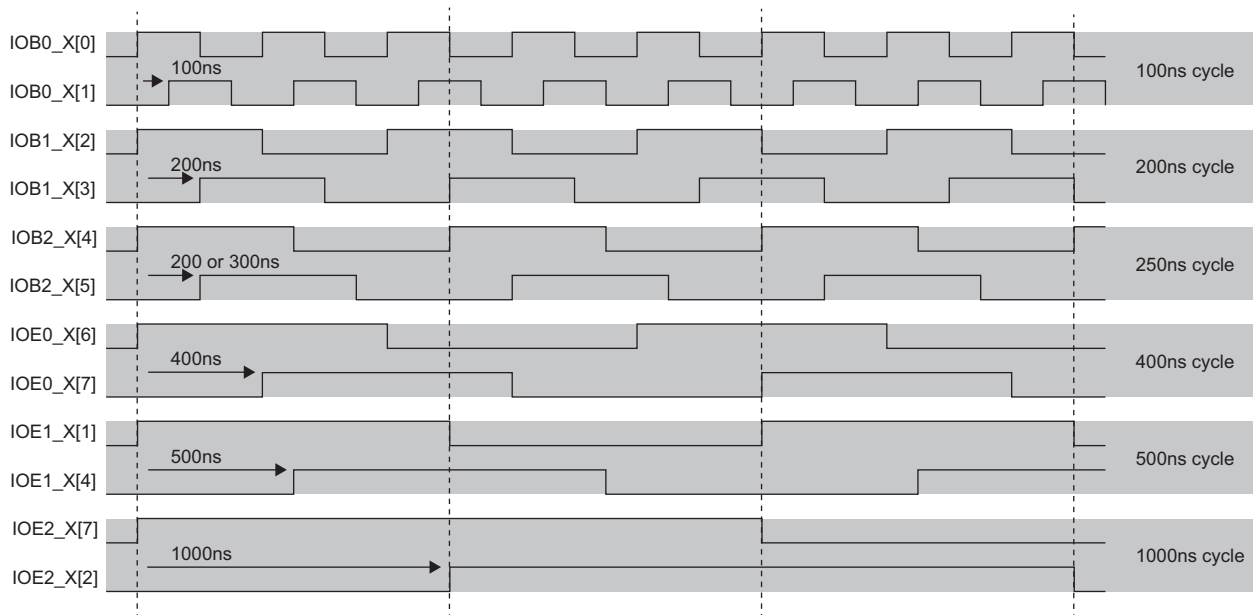 IOB0_X[0]
100ns
100ns cycle
IOB0_X[1]
IOB1_X[2]
200ns
200ns cycle
IOB1_X[3]
IOB2_X[4]
200 or 300ns
250ns cycle
IOB2_X[5]
IOE0_X[6]
400ns
400ns cycle
IOE0_X[7]
IOE1_X[1]
500ns
500ns cycle
IOE1_X[4]
IOE2_X[7]
1000ns
1000ns cycle
IOE2_X[2]